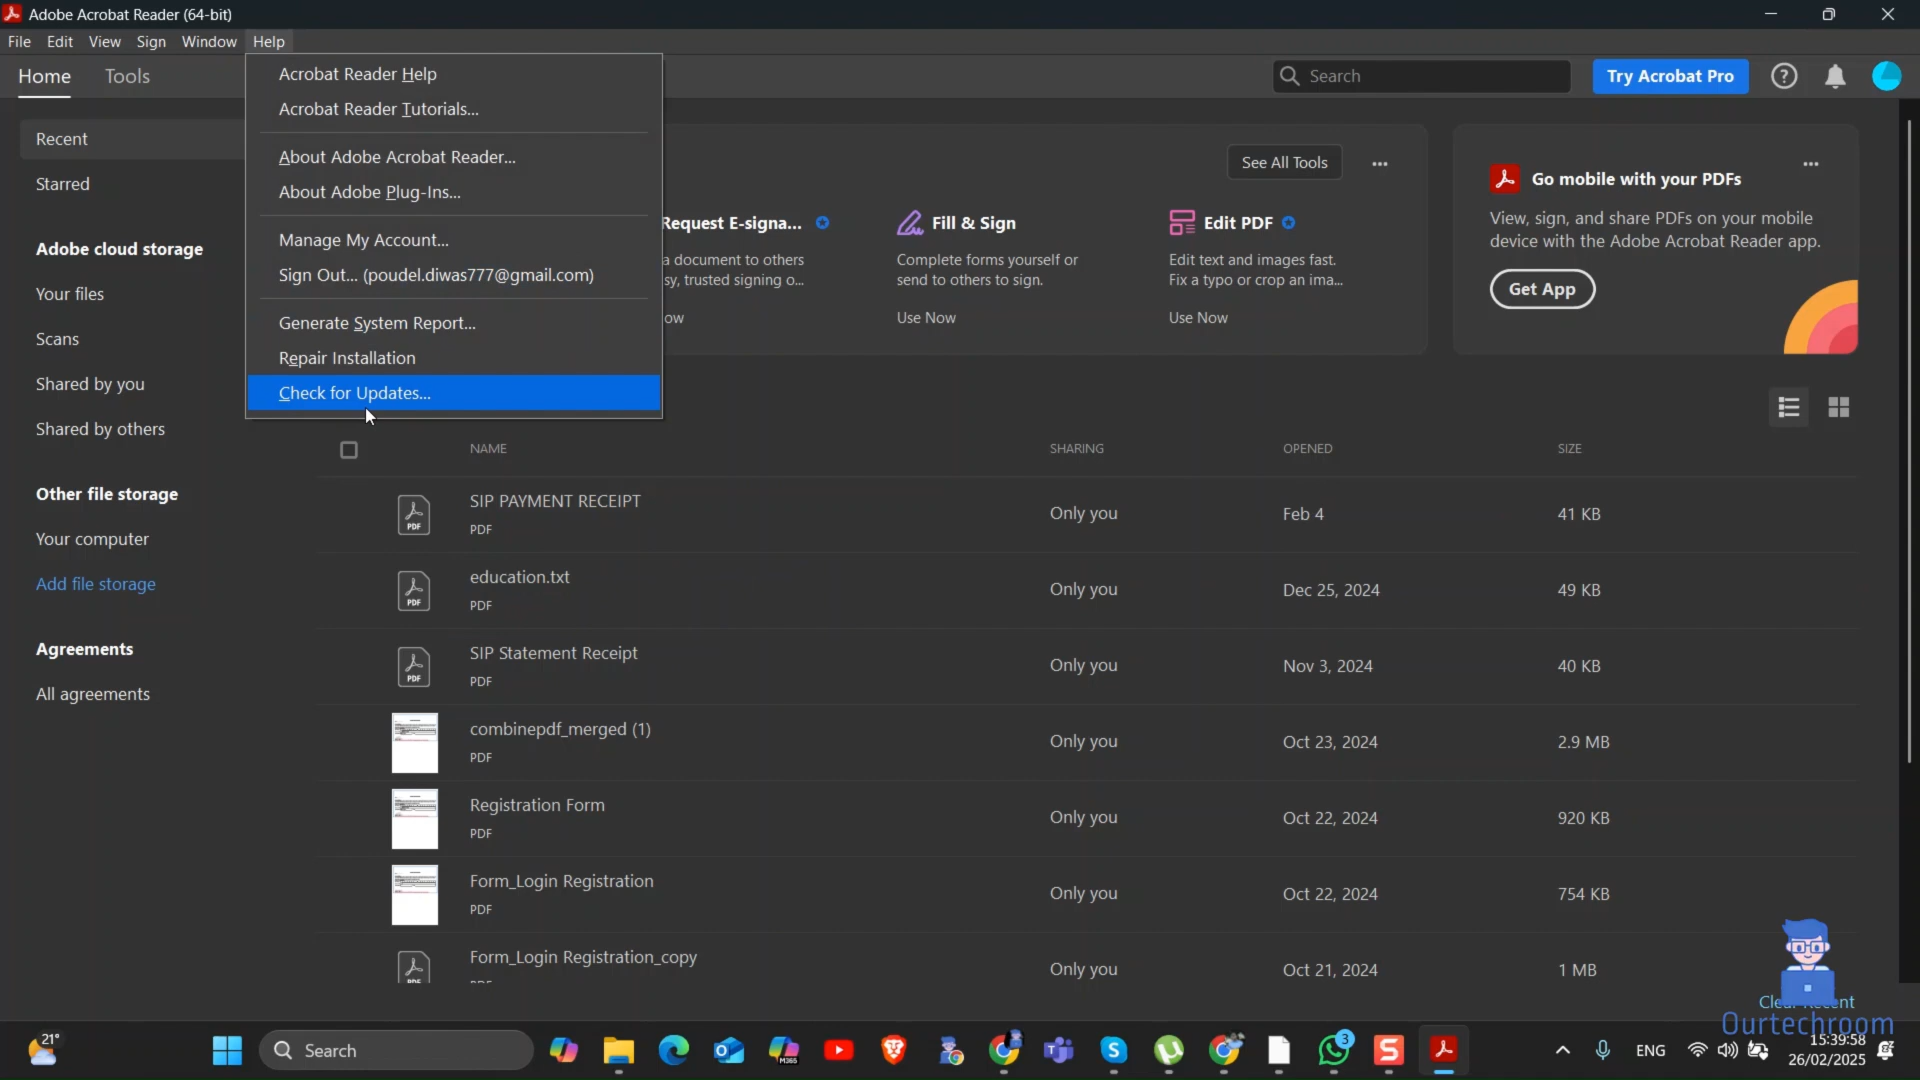 Adobe Acrobat Reader (64-bit)
File Edit View Sign Window Help
Home Tools
Search
Try Acrobat Pro
Acrobat Reader Help
Acrobat Reader Tutorials...
About Adobe Acrobat Reader...
About Adobe Plug-Ins...
Manage My Account...
Sign Out... (poudel.diwas777@gmail.com)
Generate System Report...
Repair Installation
Check for Updates...
Recent
Starred
Adobe cloud storage
Your files
Scans
Shared by you
Shared by others
Other file storage
Your computer
Add file storage
Agreements
All agreements
See All Tools
Request E-signa...
a document to others
sy, trusted signing o...
ow
Fill & Sign
Complete forms yourself or
send to others to sign.
Use Now
Edit PDF
Edit text and images fast.
Fix a typo or crop an ima...
Use Now
Go mobile with your PDFs
View, sign, and share PDFs on your mobile
device with the Adobe Acrobat Reader app.
Get App
NAME SHARING OPENED SIZE
PDF SIP PAYMENT RECEIPT Only you Feb 4 41 KB
PDF
PDF education.txt Only you Dec 25, 2024 49 KB
PDF
PDF SIP Statement Receipt Only you Nov 3, 2024 40 KB
PDF
combinepdf_merged (1) Only you Oct 23, 2024 2.9 MB
PDF
Registration Form Only you Oct 22, 2024 920 KB
PDF
Form_Login Registration Only you Oct 22, 2024 754 KB
PDF
Form_Login Registration_copy Only you Oct 21, 2024 1 MB
Ourtechroom
21°
Search
M365
3
ENG
15:39:58
26/02/2025